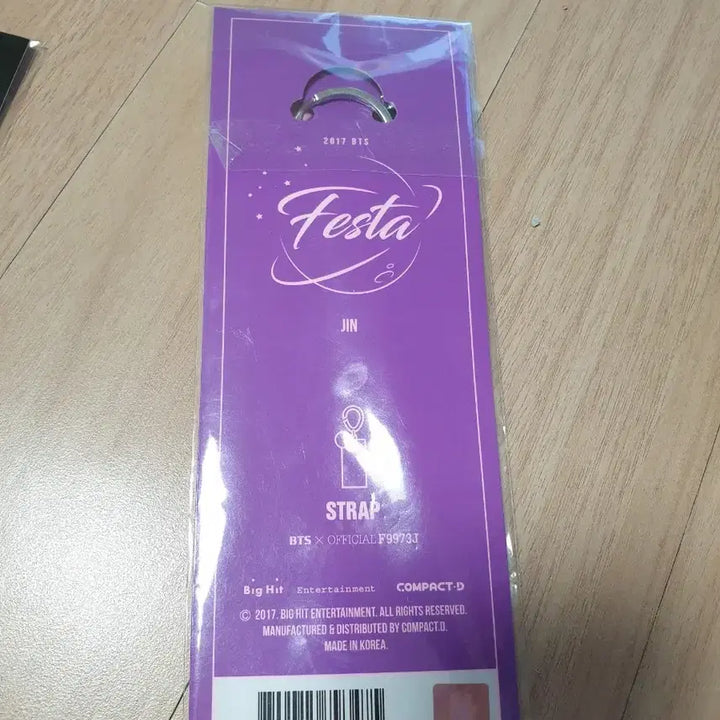 2017 BTS
Festa
JIN
STRAP
BTS × OFFICIAL F9973J
Big Hit Entertainment COMPACT·D
© 2017. BIG HIT ENTERTAINMENT. ALL RIGHTS RESERVED.
MANUFACTURED & DISTRIBUTED BY COMPACT.D.
MADE IN KOREA.